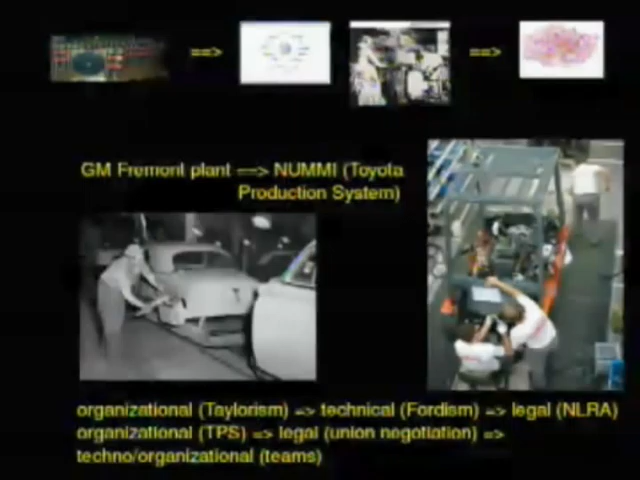 ==> ==>
GM Fremont plant ==> NUMMI (Toyota
Production System)
organizational (Taylorism) => technical (Fordism) => legal (NLRA)
organizational (TPS) => legal (union negotiation) =>
techno/organizational (teams)